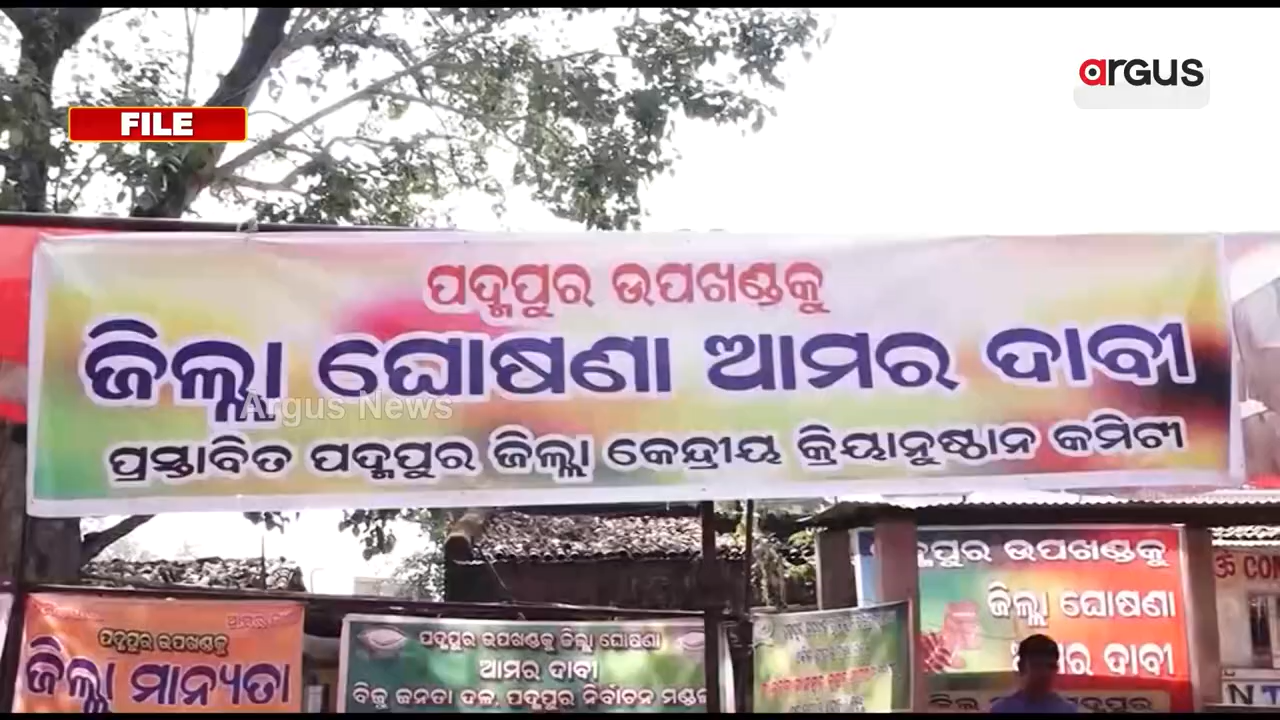 argus
FILE
ପଦ୍ମପୁର ଉପଖଣ୍ଡକୁ
ଜିଲ୍ଲା ଘୋଷଣା ଆମର ଦାବୀ
Argus News
ପ୍ରସ୍ତାବିତ ପଦ୍ମପୁର ଜିଲ୍ଲା କେନ୍ଦ୍ରୀୟ କ୍ରିୟାନୁଷ୍ଠାନ କମିଟୀ
ପଦ୍ମପୁର ଉପଖଣ୍ଡକୁ
ଜିଲ୍ଲା ମାନ୍ୟତା
ପଦ୍ମପୁର ଉପଖଣ୍ଡକୁ ଜିଲ୍ଲା ଘୋଷଣା
ଆମର ଦାବୀ
ବିଜୁ ଜନତା ଦଳ, ପଦ୍ମପୁର ନିର୍ବାଚନ ମଣ୍ଡଳ
ଉପଖଣ୍ଡକୁ
ଜିଲ୍ଲା ଘୋଷଣା
ଆମର ଦାବୀ